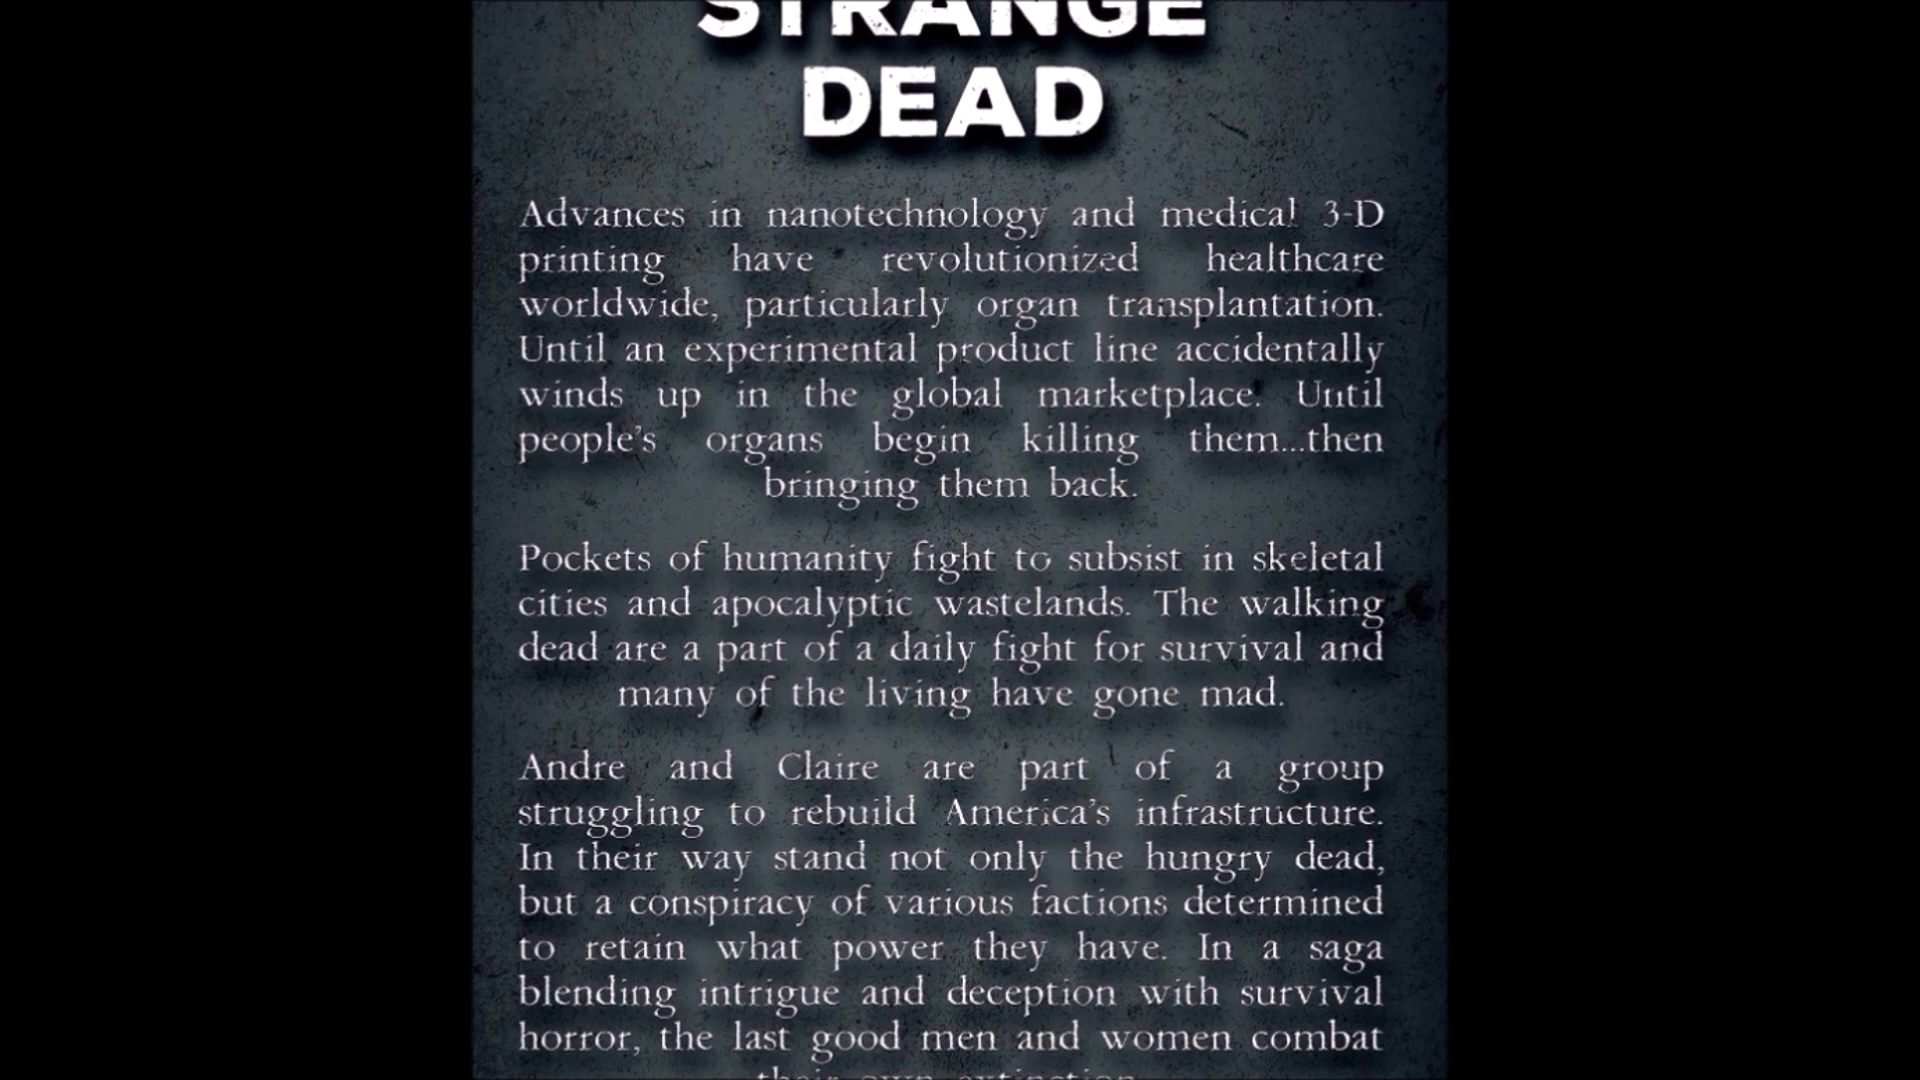 STRANGE
DEAD
Advances in nanotechnology and medical 3-D
printing have revolutionized healthcare
worldwide, particularly organ transplantation.
Until an experimental product line accidentally
winds up in the global marketplace. Until
people's organs begin killing them...then
bringing them back.
Pockets of humanity fight to subsist in skeletal
cities and apocalyptic wastelands. The walking
dead are a part of a daily fight for survival and
many of the living have gone mad.
Andre and Claire are part of a group
struggling to rebuild America's infrastructure.
In their way stand not only the hungry dead,
but a conspiracy of various factions determined
to retain what power they have. In a saga
blending intrigue and deception with survival
horror, the last good men and women combat
their own extinction.